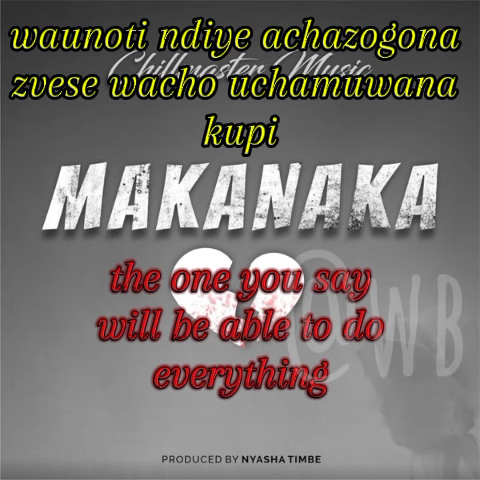 waunoti ndiye achazogona
Chillmaster Music
zvese wacho uchamuwana
kupi
MAKANAKA
the one you say
will be able to do
everything
@WB
PRODUCED BY NYASHA TIMBE